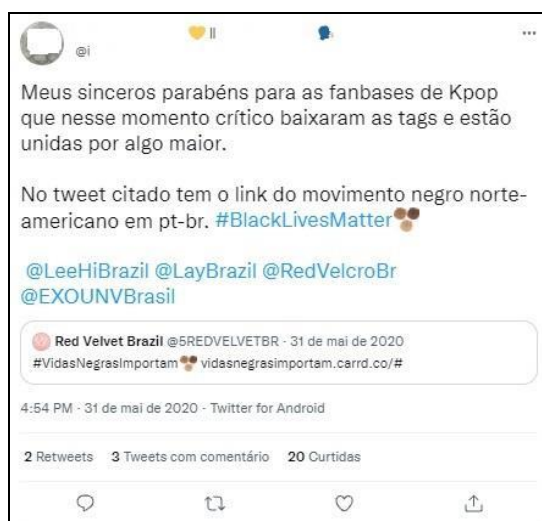 @i
Meus sinceros parabéns para as fanbases de Kpop
que nesse momento crítico baixaram as tags e estão
unidas por algo maior.
No tweet citado tem o link do movimento negro norte-
americano em pt-br. #BlackLivesMatter
@LeeHiBrazil @LayBrazil @RedVelcroBr
@EXOUNVBrasil
Red Velvet Brazil @5REDVELVETBR · 31 de mai de 2020
#VidasNegrasImportam vidasnegrasimportam.carrd.co/#
4:54 PM · 31 de mai de 2020 · Twitter for Android
2 Retweets 3 Tweets com comentário 20 Curtidas